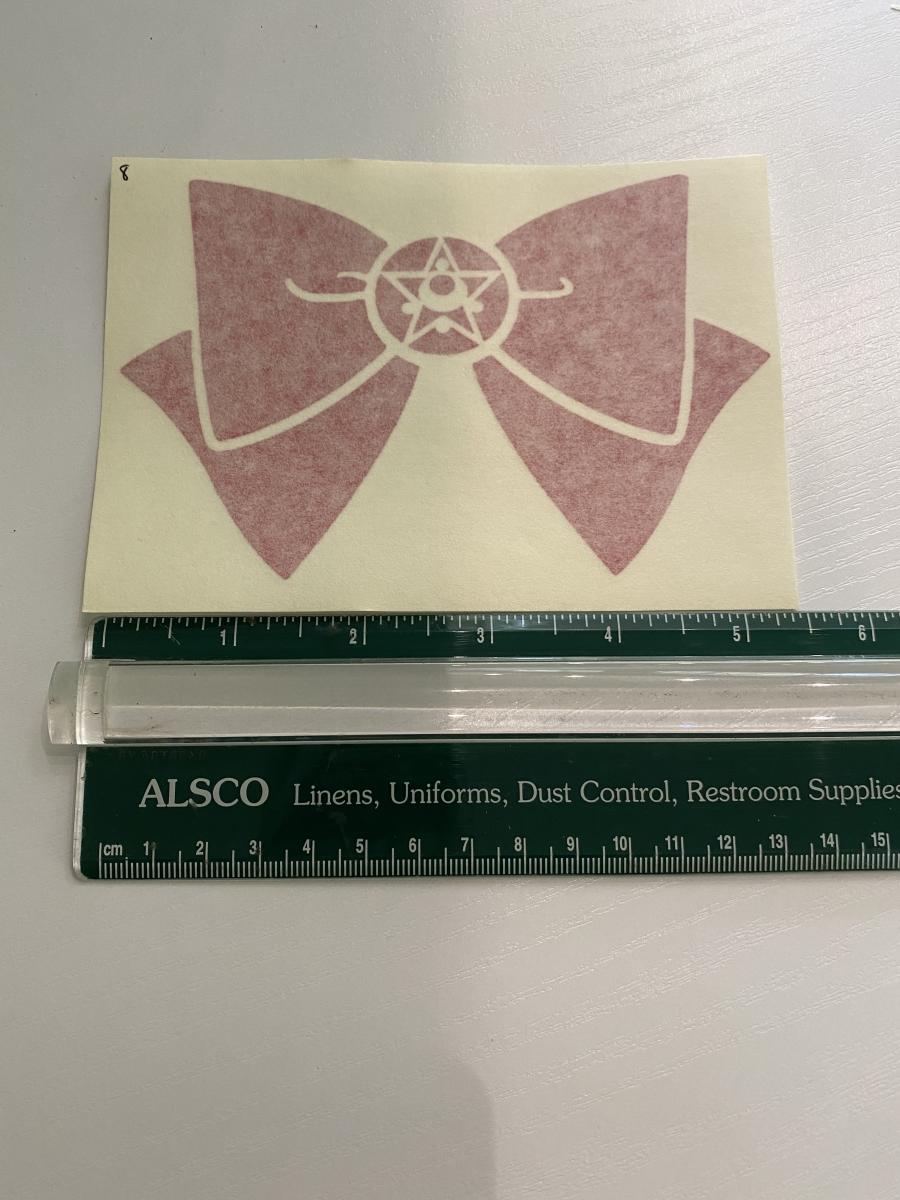 8
1 2 3 4 5 6
ALSCO Linens, Uniforms, Dust Control, Restroom Supplies
cm 1 2 3 4 5 6 7 8 9 10 11 12 13 14 15